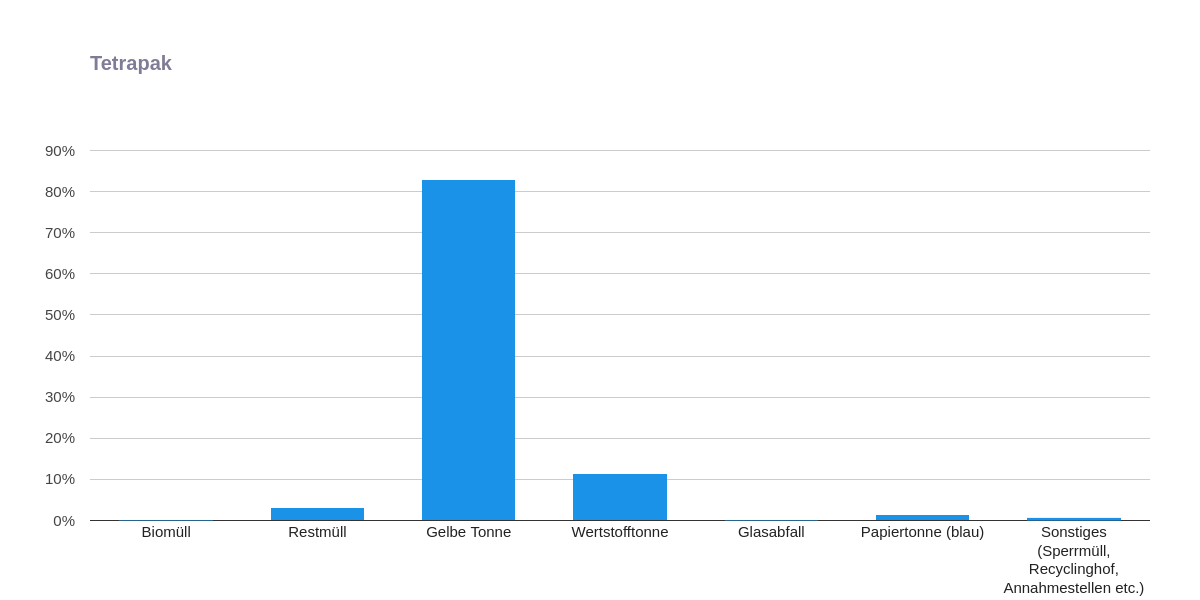 Tetrapak
90%
80%
70%
60%
50%
40%
30%
20%
10%
0%
Biomüll
Restmüll
Gelbe Tonne
Wertstofftonne
Glasabfall
Papiertonne (blau)
Sonstiges
(Sperrmüll,
Recyclinghof,
Annahmestellen etc.)